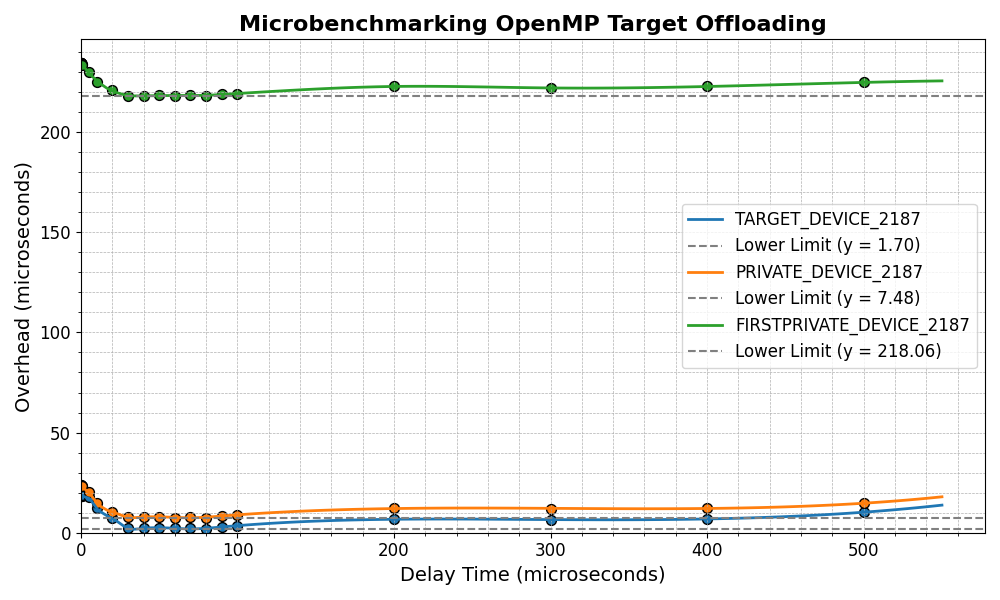 Microbenchmarking OpenMP Target Offloading
Overhead (microseconds)
200
150
100
50
0
TARGET_DEVICE_2187
Lower Limit (y = 1.70)
PRIVATE_DEVICE_2187
Lower Limit (y = 7.48)
FIRSTPRIVATE_DEVICE_2187
Lower Limit (y = 218.06)
0 100 200 300 400 500
Delay Time (microseconds)